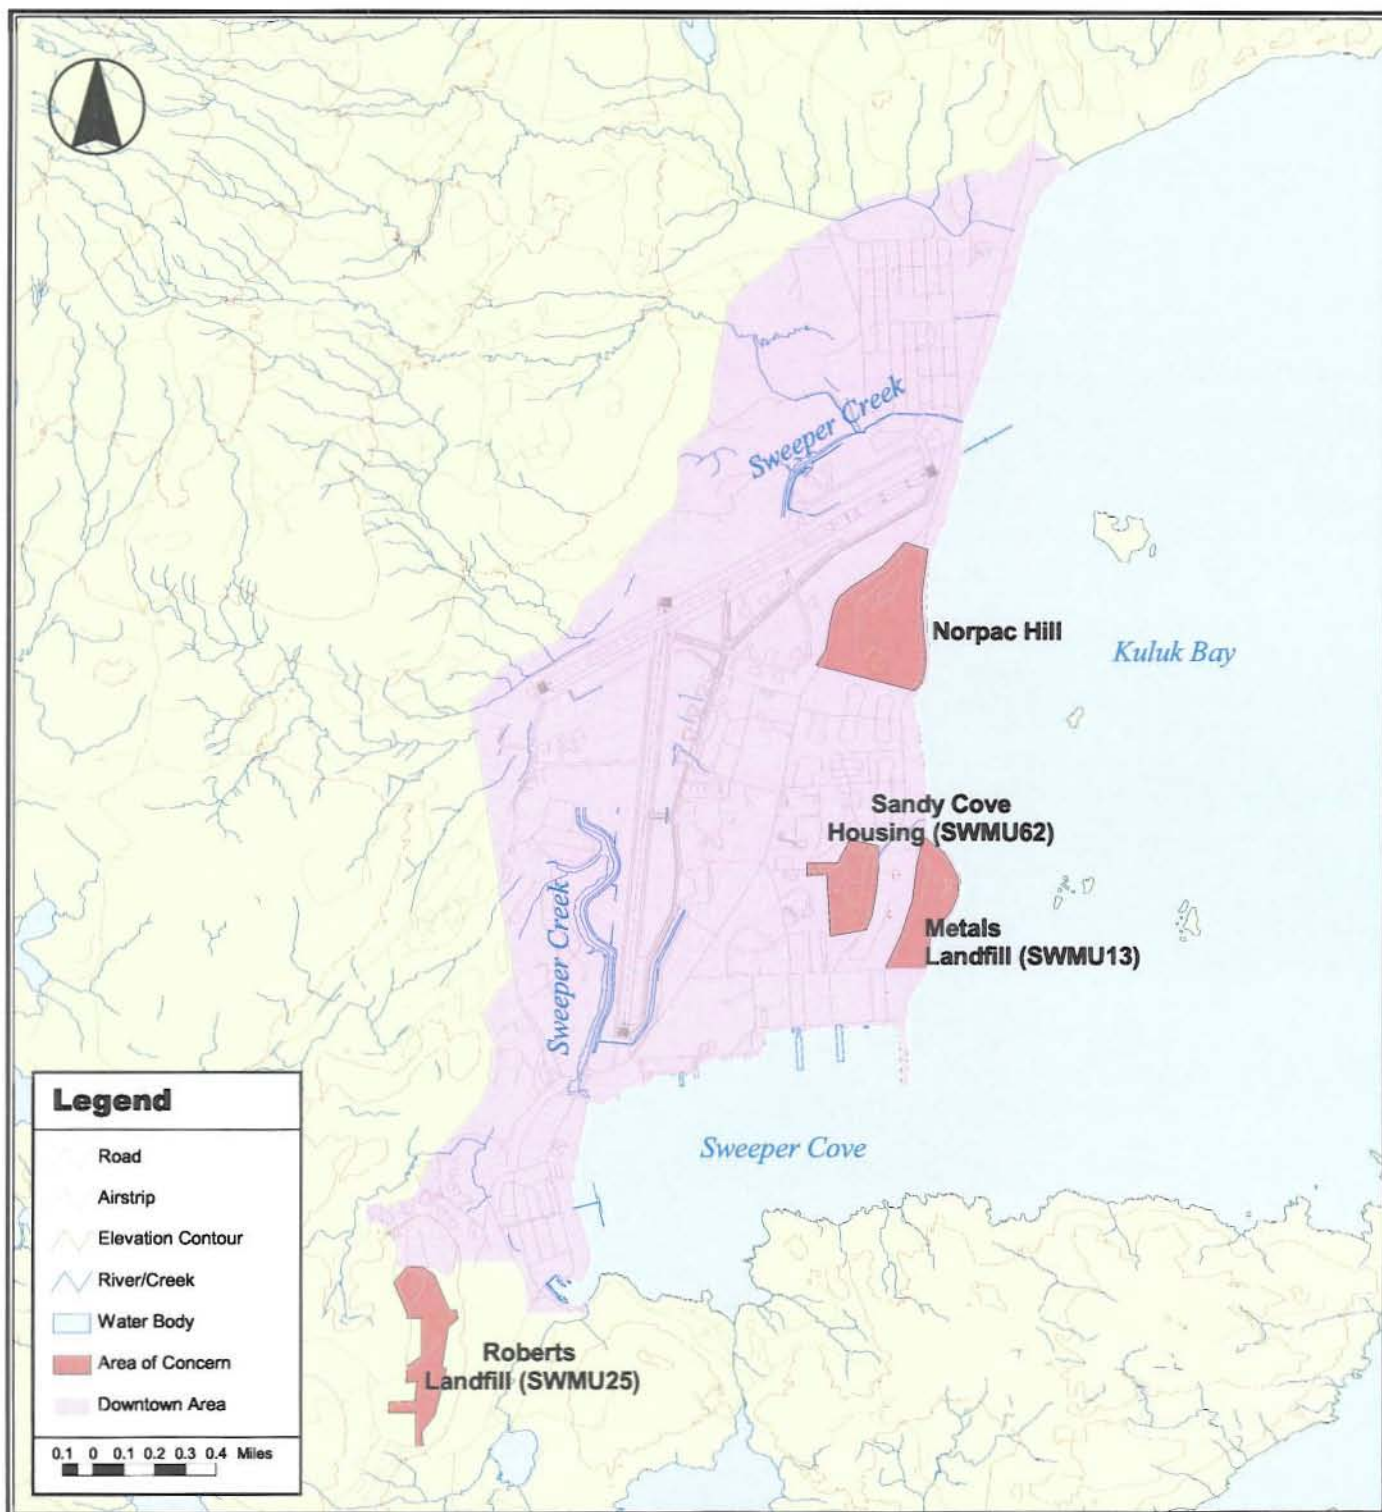 Sweeper Creek
Norpac Hill
Kuluk Bay
Sandy Cove
Housing (SWMU62)
Sweeper Creek
Metals
Landfill (SWMU13)
Sweeper Cove
Roberts
Landfill (SWMU25)
Legend
Road
Airstrip
Elevation Contour
River/Creek
Water Body
Area of Concern
Downtown Area
0.1 0 0.1 0.2 0.3 0.4 Miles